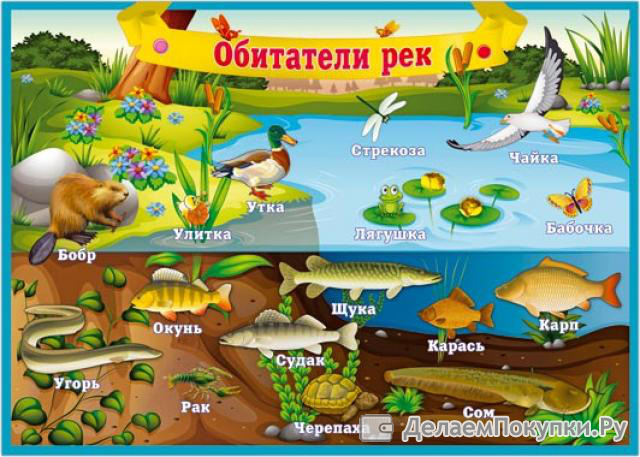 Обитатели рек
Стрекоза
Чайка
Утка
Улитка
Лягушка
Бабочка
Бобр
Щука
Окунь
Карп
Карась
Судак
Угорь
Рак
Сом
Черепаха
ДелаемПокупки.Ру